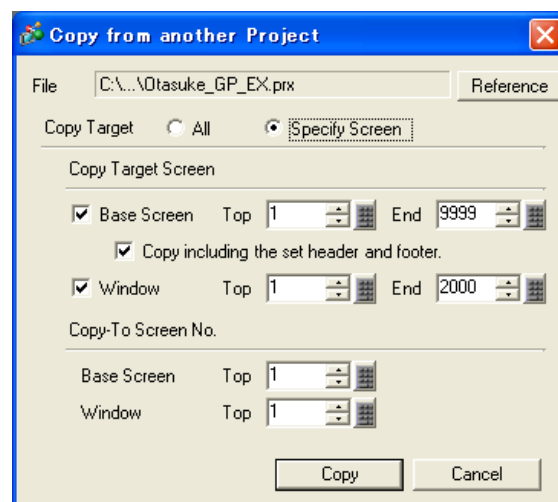 Copy from another Project
File C:\...\Otasuke_GP_EX.prx Reference
Copy Target All Specify Screen
Copy Target Screen
Base Screen Top 1 End 9999
Copy including the set header and footer.
Window Top 1 End 2000
Copy-To Screen No.
Base Screen Top 1
Window Top 1
Copy Cancel